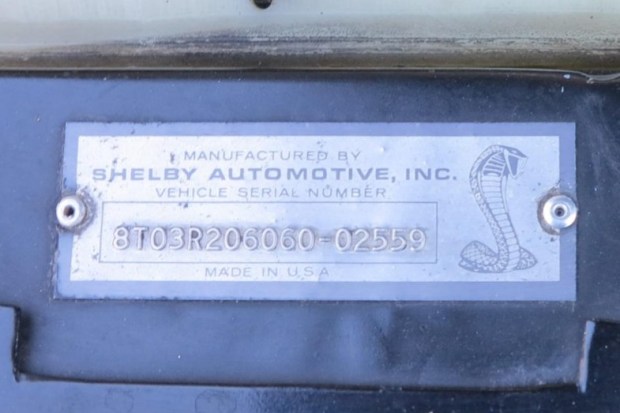 MANUFACTURED BY
SHELBY AUTOMOTIVE, INC.
VEHICLE SERIAL NUMBER
8T03R206060-02559
MADE IN U.S.A